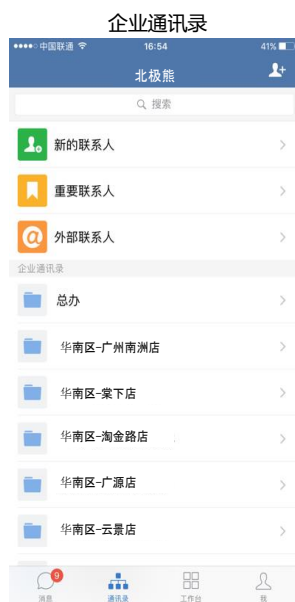 企业通讯录
中国联通 16:54 41%
北极熊
搜索
新的联系人
重要联系人
外部联系人
企业通讯录
总办
华南区-广州南洲店
华南区-棠下店
华南区-淘金路店
华南区-广源店
华南区-云景店
9
消息 通讯录 工作台 我